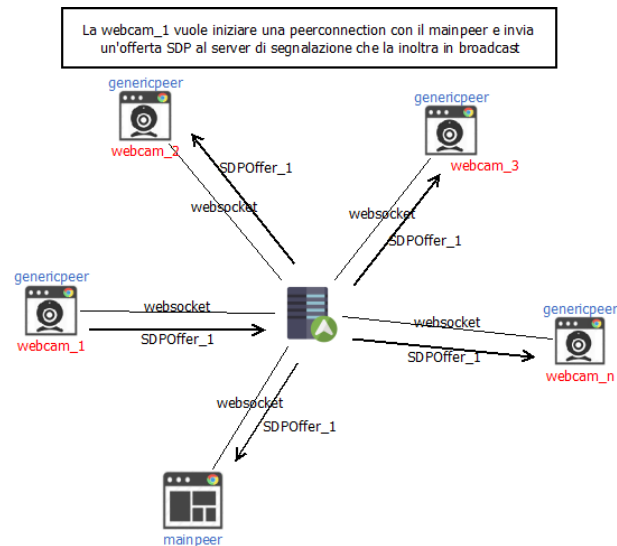 La webcam_1 vuole iniziare una peerconnection con il mainpeer e invia
un'offerta SDP al server di segnalazione che la inoltra in broadcast
genericpeer
webcam_2
genericpeer
webcam_3
SDPOffer_1
websocket
websocket
SDPOffer_1
genericpeer
webcam_1
websocket
SDPOffer_1
genericpeer
webcam_n
websocket
SDPOffer_1
websocket
SDPOffer_1
mainpeer